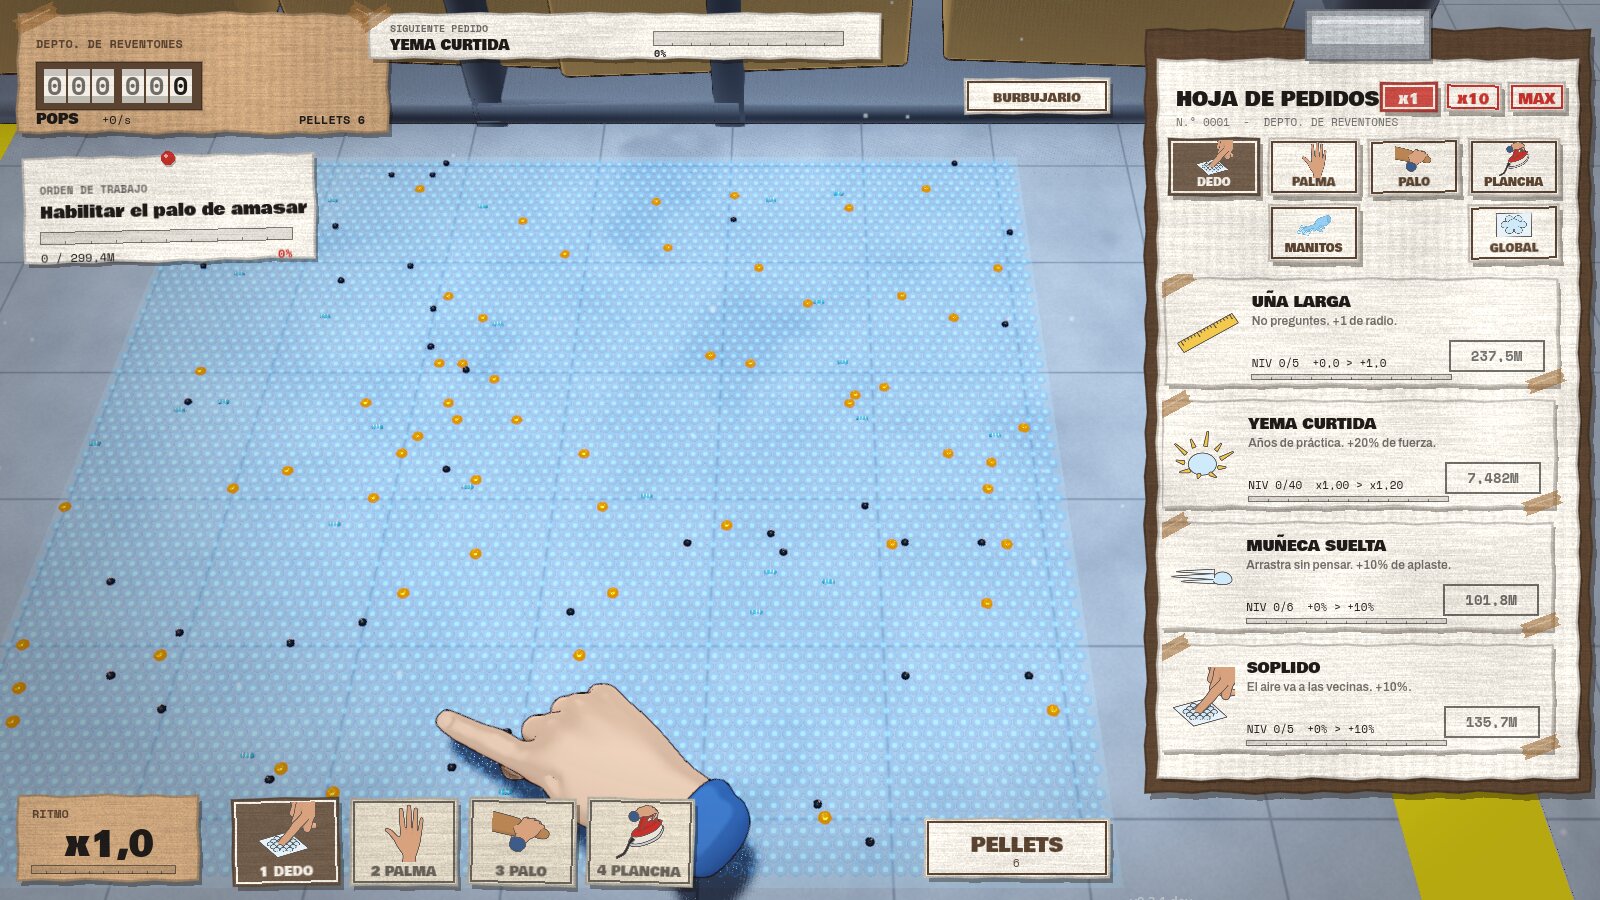 DEPTO. DE REVENTONES
000000
POPS +0/s PELLETS 6
SIGUIENTE PEDIDO
YEMA CURTIDA
0%
BURBUJARIO
ORDEN DE TRABAJO
Habilitar el palo de amasar
0 / 299,4M 0%
HOJA DE PEDIDOS x1 x10 MAX
N.° 0001 - DEPTO. DE REVENTONES
DEDO PALMA PALO PLANCHA
MANITOS GLOBAL
UÑA LARGA
No preguntes. +1 de radio.
NIV 0/5 +0,0 > +1,0
237,5M
YEMA CURTIDA
Años de práctica. +20% de fuerza.
NIV 0/40 x1,00 > x1,20
7,482M
MUÑECA SUELTA
Arrastra sin pensar. +10% de aplaste.
NIV 0/6 +0% > +10%
101,8M
SOPLIDO
El aire va a las vecinas. +10%.
NIV 0/5 +0% > +10%
135,7M
RITMO
x1,0
1 DEDO 2 PALMA 3 PALO 4 PLANCHA
PELLETS
6